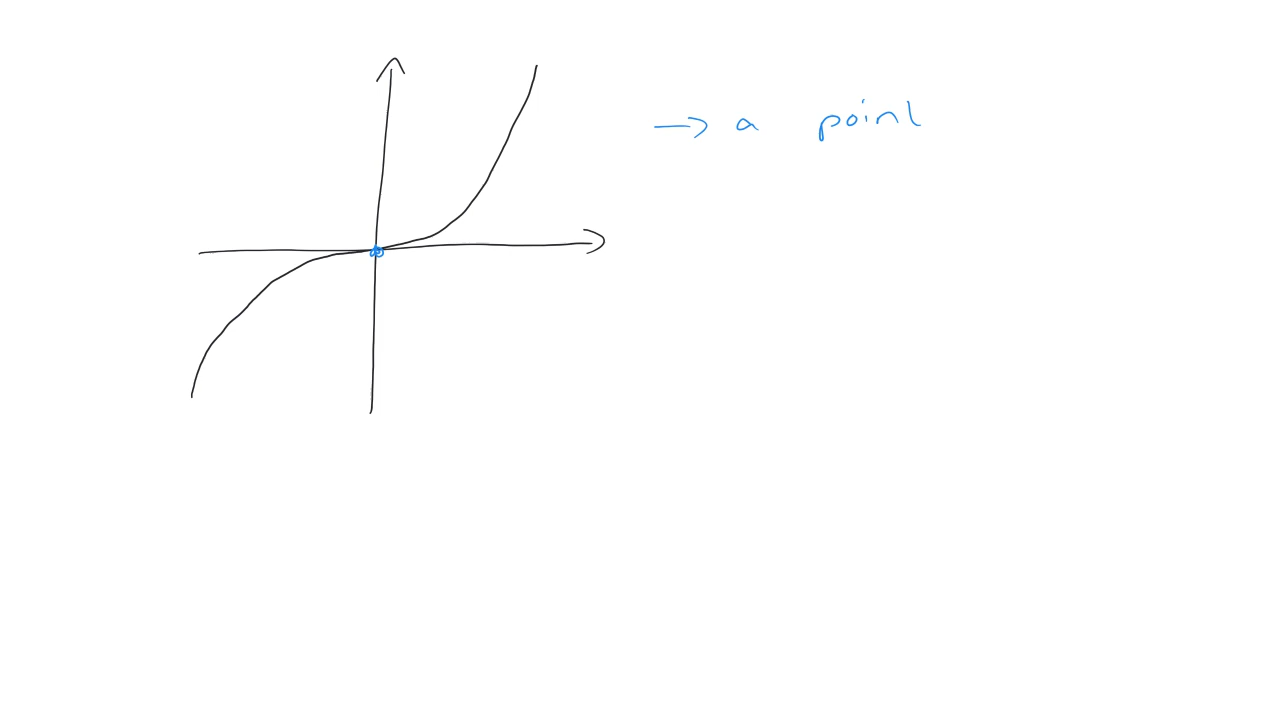 → a point